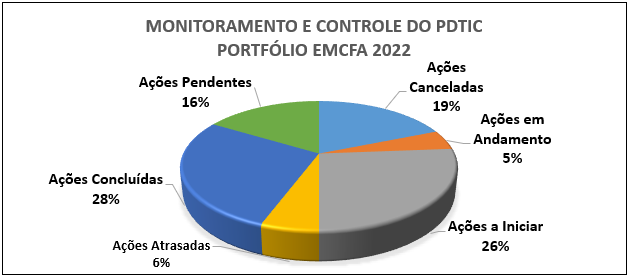 MONITORAMENTO E CONTROLE DO PDTIC
PORTFÓLIO EMCFA 2022
Ações
Canceladas
19%
Ações em
Andamento
5%
Ações a Iniciar
26%
Ações Atrasadas
6%
Ações Concluídas
28%
Ações Pendentes
16%